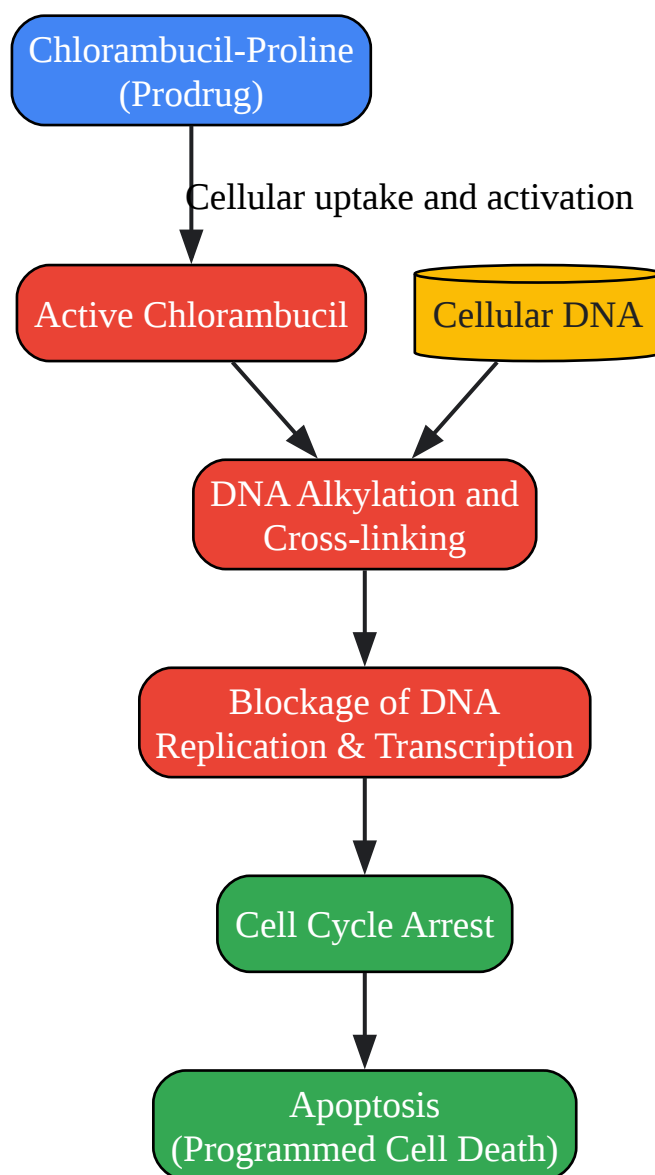 Chlorambucil-Proline
(Prodrug)
Cellular uptake and activation
Active Chlorambucil
Cellular DNA
DNA Alkylation and
Cross-linking
Blockage of DNA
Replication & Transcription
Cell Cycle Arrest
Apoptosis
(Programmed Cell Death)